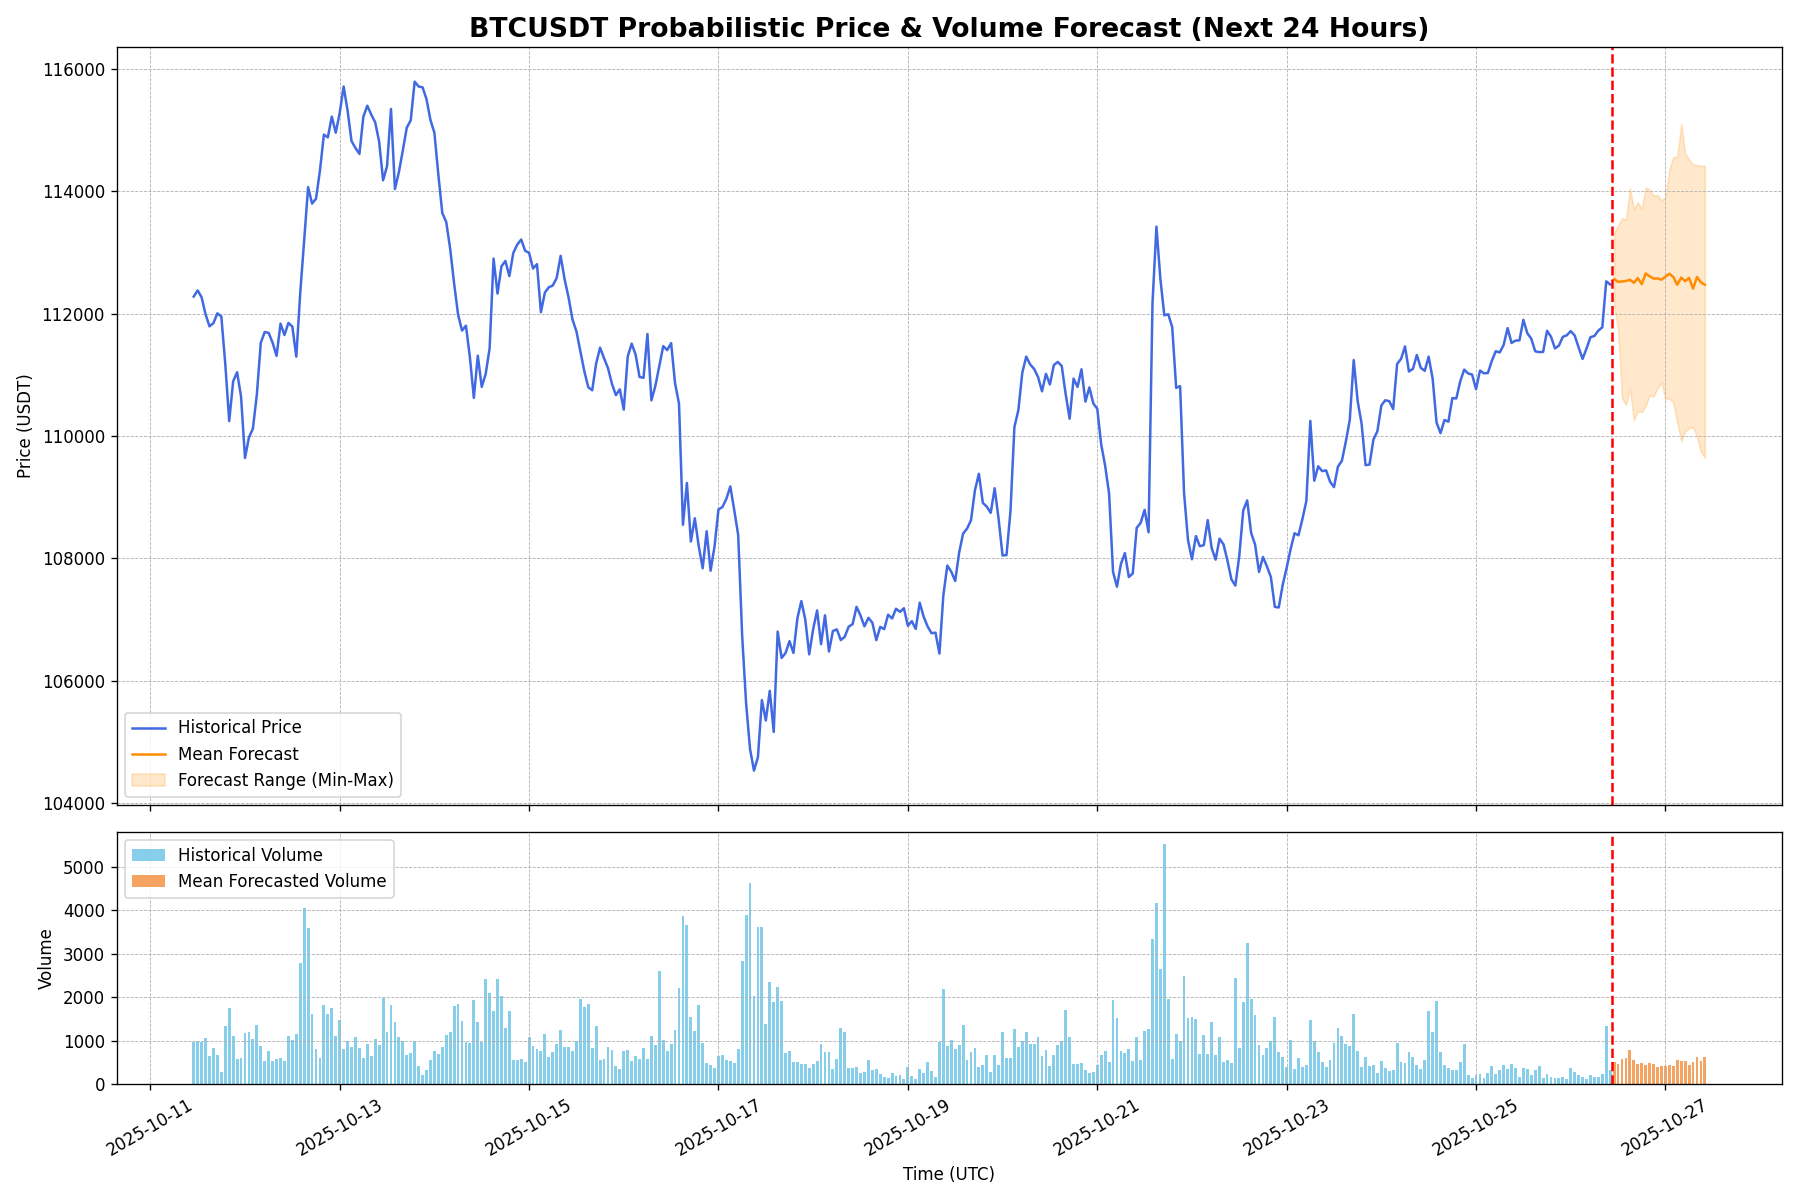 BTCUSDT Probabilistic Price & Volume Forecast (Next 24 Hours)
116000
114000
112000
110000
108000
106000
104000
Price (USDT)
Historical Price
Mean Forecast
Forecast Range (Min-Max)
Historical Volume
Mean Forecasted Volume
5000
4000
3000
2000
1000
0
Volume
2025-10-11
2025-10-13
2025-10-15
2025-10-17
2025-10-19
2025-10-21
2025-10-23
2025-10-25
2025-10-27
Time (UTC)